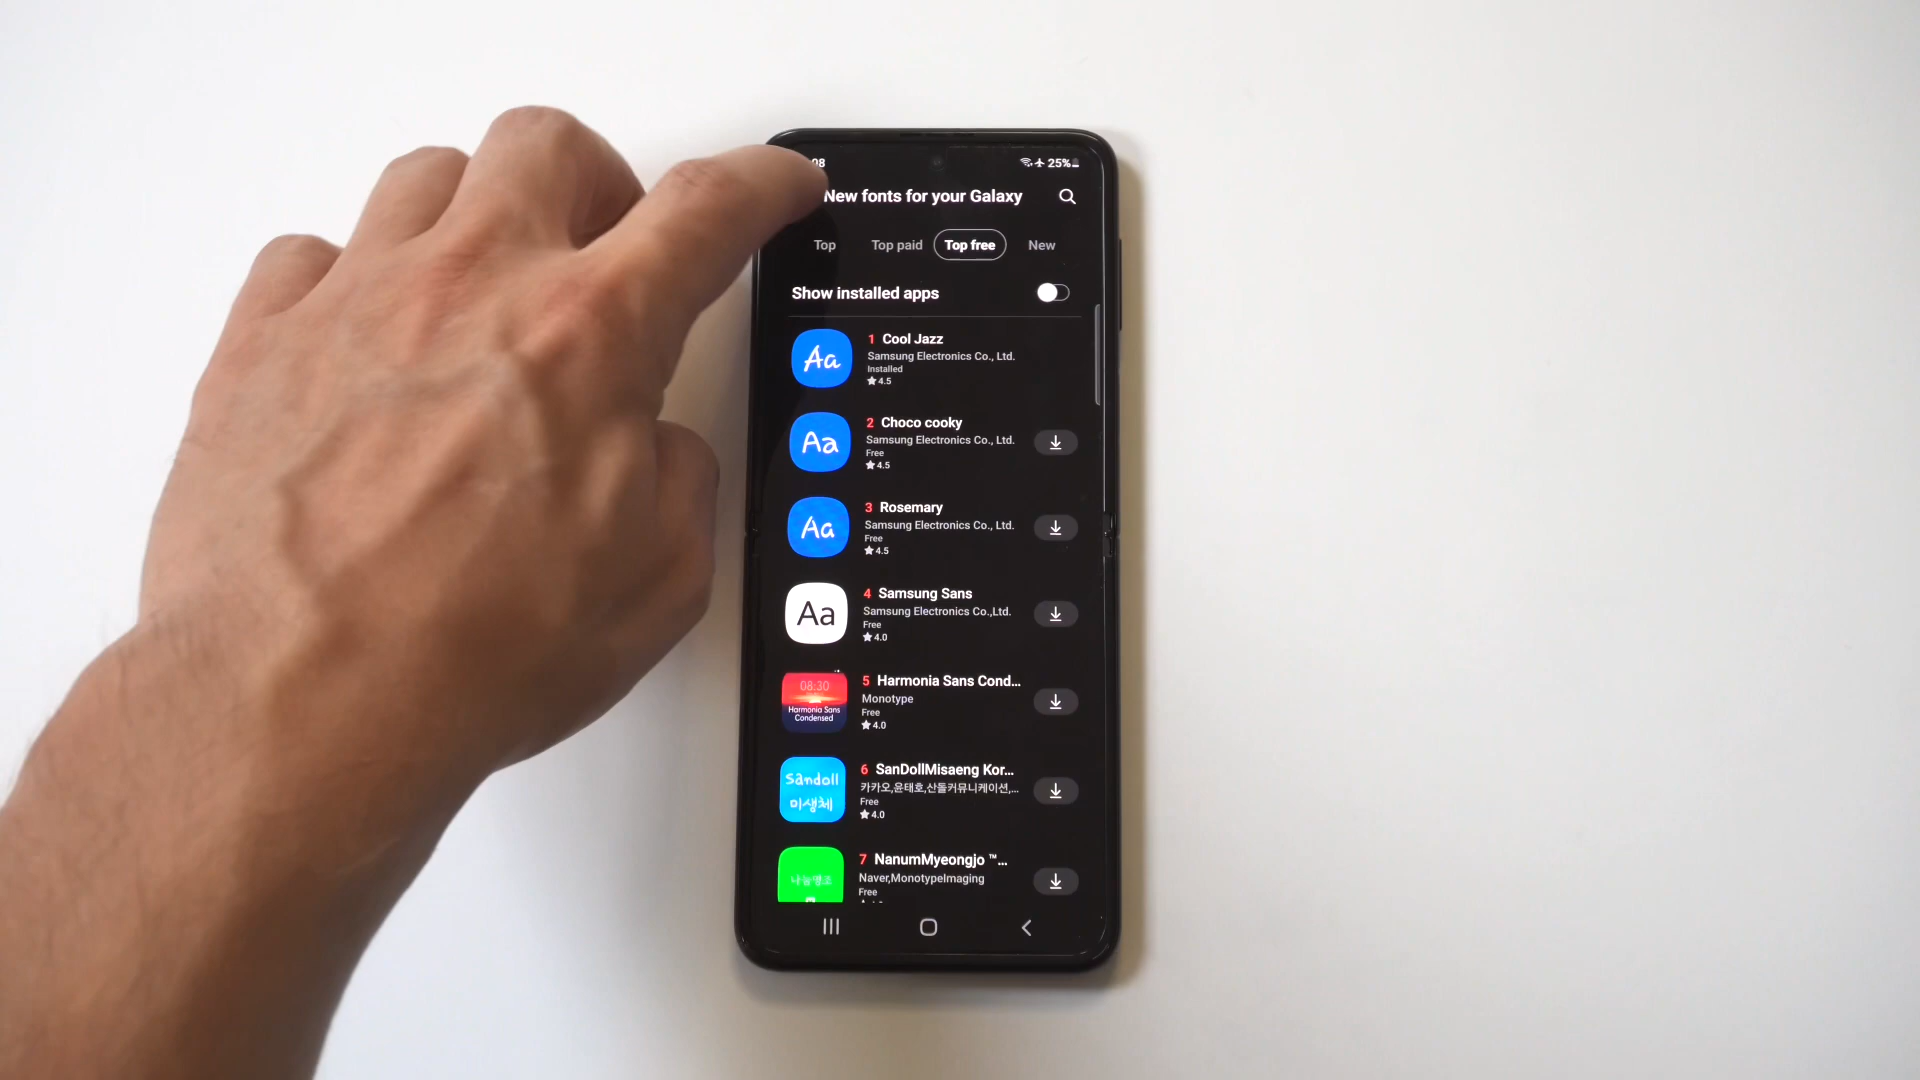 08
25%
New fonts for your Galaxy
Top
Top paid
Top free
New
Show installed apps
Aa
1 Cool Jazz
Samsung Electronics Co., Ltd.
Installed
★4.5
Aa
2 Choco cooky
Samsung Electronics Co., Ltd.
Free
★4.5
Aa
3 Rosemary
Samsung Electronics Co., Ltd.
Free
★4.5
Aa
4 Samsung Sans
Samsung Electronics Co.,Ltd.
Free
★4.0
08:30
Harmonia Sans
Condensed
5 Harmonia Sans Cond...
Monotype
Free
★4.0
Sandoll
미생체
6 SanDollMisaeng Kor...
카카오,윤태호,산돌커뮤니케이션,...
Free
★4.0
7 NanumMyeongjo ™...
Naver,MonotypeImaging
Free